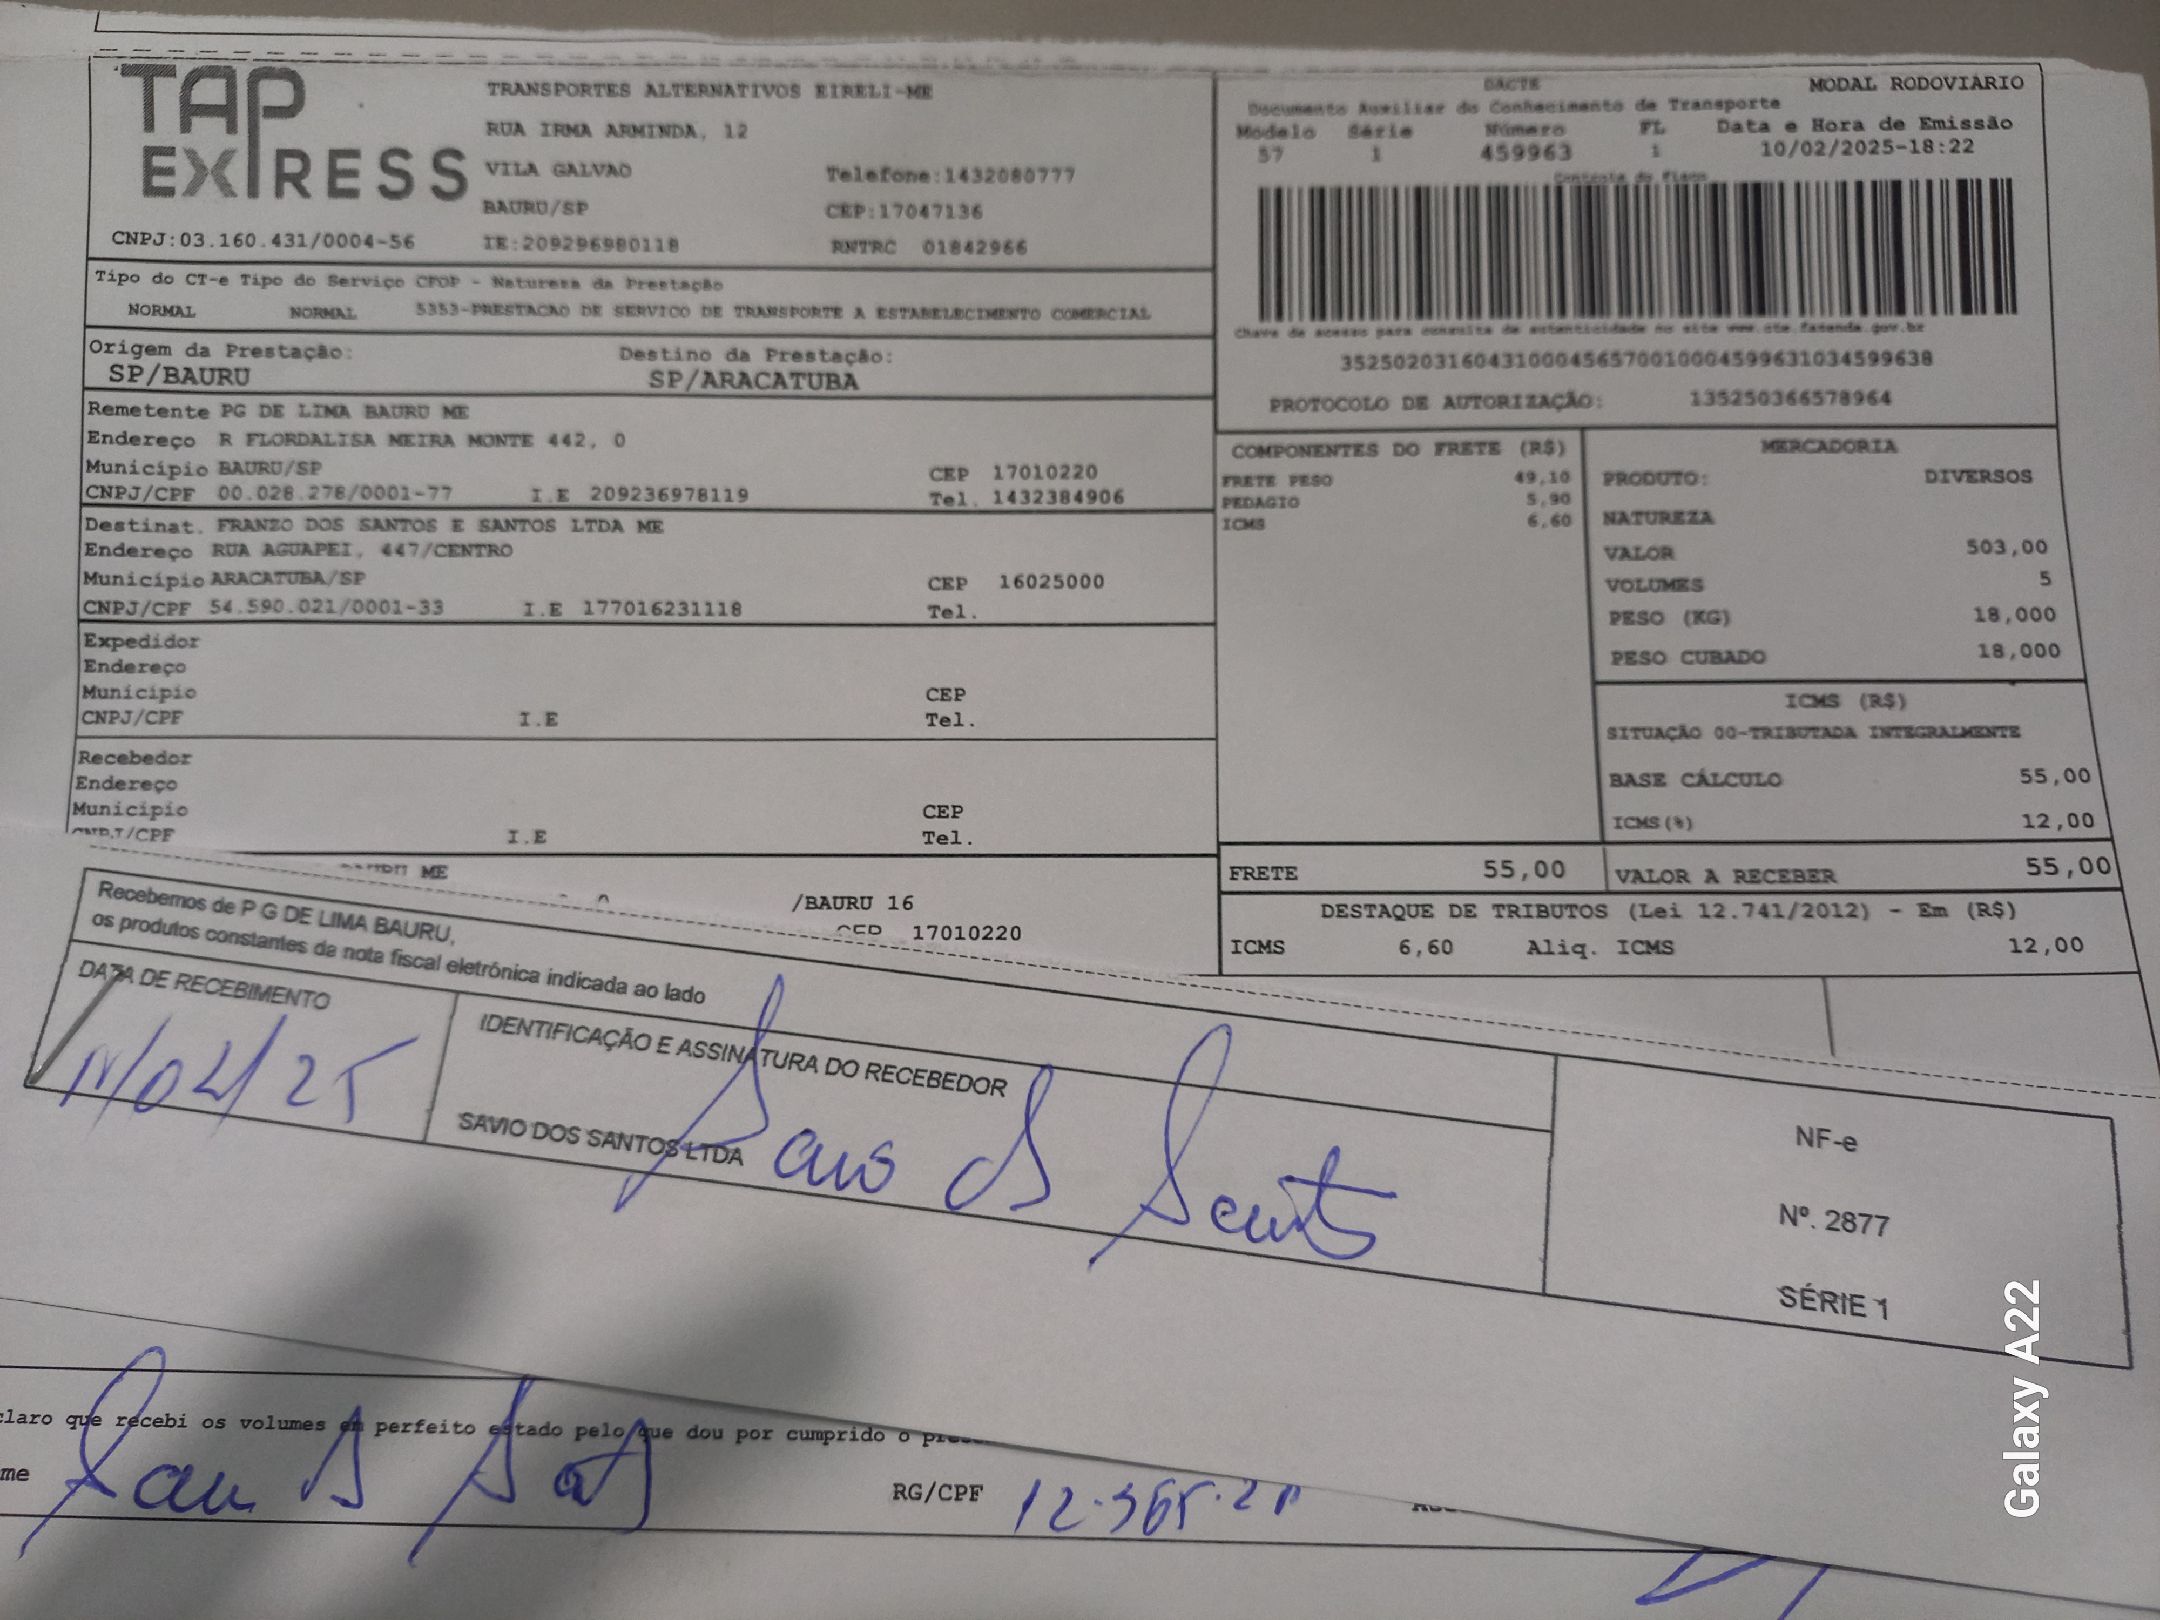 TAP EXPRESS
TRANSPORTES ALTERNATIVOS EIRELI-ME
RUA IRMA ARMINDA, 12
VILA GALVAO Telefone:1432080777
BAURU/SP CEP:17047136
CNPJ:03.160.431/0004-56 IE:209296980118 RNTRC 01842966
DACTE MODAL RODOVIARIO
Documento Auxiliar do Conhecimento de Transporte
Modelo Série Número FL Data e Hora de Emissão
57 1 459963 1 10/02/2025-18:22
Controle do Fisco
Chave de acesso para consulta de autenticidade no site www.cte.fazenda.gov.br
35250203160431000456570010004599631034599638
PROTOCOLO DE AUTORIZAÇÃO: 135250366578964
Tipo do CT-e Tipo do Serviço CFOP - Natureza da Prestação
NORMAL NORMAL 5353-PRESTACAO DE SERVICO DE TRANSPORTE A ESTABELECIMENTO COMERCIAL
Origem da Prestação: Destino da Prestação:
SP/BAURU SP/ARACATUBA
Remetente PG DE LIMA BAURU ME
Endereço R FLORDALISA MEIRA MONTE 442, 0
Município BAURU/SP CEP 17010220
CNPJ/CPF 00.028.278/0001-77 I.E 209236978119 Tel. 1432384906
Destinat. FRANZO DOS SANTOS E SANTOS LTDA ME
Endereço RUA AGUAPEI, 447/CENTRO
Município ARACATUBA/SP CEP 16025000
CNPJ/CPF 54.590.021/0001-33 I.E 177016231118 Tel.
Expedidor
Endereço
Município CEP
CNPJ/CPF I.E Tel.
Recebedor
Endereço
Município CEP
CNPJ/CPF I.E Tel.
BAURU ME
/BAURU 16
CEP 17010220
COMPONENTES DO FRETE (R$)
FRETE PESO 49,10
PEDAGIO 5,90
ICMS 6,60
MERCADORIA
PRODUTO: DIVERSOS
NATUREZA
VALOR 503,00
VOLUMES 5
PESO (KG) 18,000
PESO CUBADO 18,000
ICMS (R$)
SITUAÇÃO 00-TRIBUTADA INTEGRALMENTE
BASE CÁLCULO 55,00
ICMS(%) 12,00
FRETE 55,00 VALOR A RECEBER 55,00
DESTAQUE DE TRIBUTOS (Lei 12.741/2012) - Em (R$)
ICMS 6,60 Aliq. ICMS 12,00
Recebemos de P G DE LIMA BAURU,
os produtos constantes da nota fiscal eletrônica indicada ao lado
DATA DE RECEBIMENTO
11/02/25
IDENTIFICAÇÃO E ASSINATURA DO RECEBEDOR
SAVIO DOS SANTOS LTDA
NF-e
Nº. 2877
SÉRIE 1
claro que recebi os volumes em perfeito estado pelo que dou por cumprido o
me RG/CPF
Galaxy A22